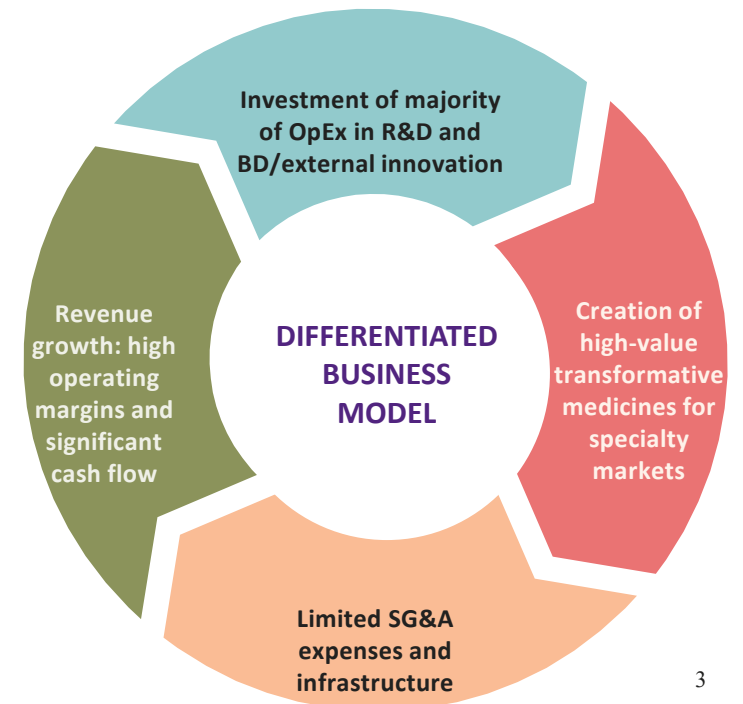 Investment of majority
of OpEx in R&D and
BD/external innovation
Creation of
high-value
transformative
medicines for
specialty
markets
Limited SG&A
expenses and
infrastructure
Revenue
growth: high
operating
margins and
significant
cash flow
DIFFERENTIATED
BUSINESS
MODEL
3